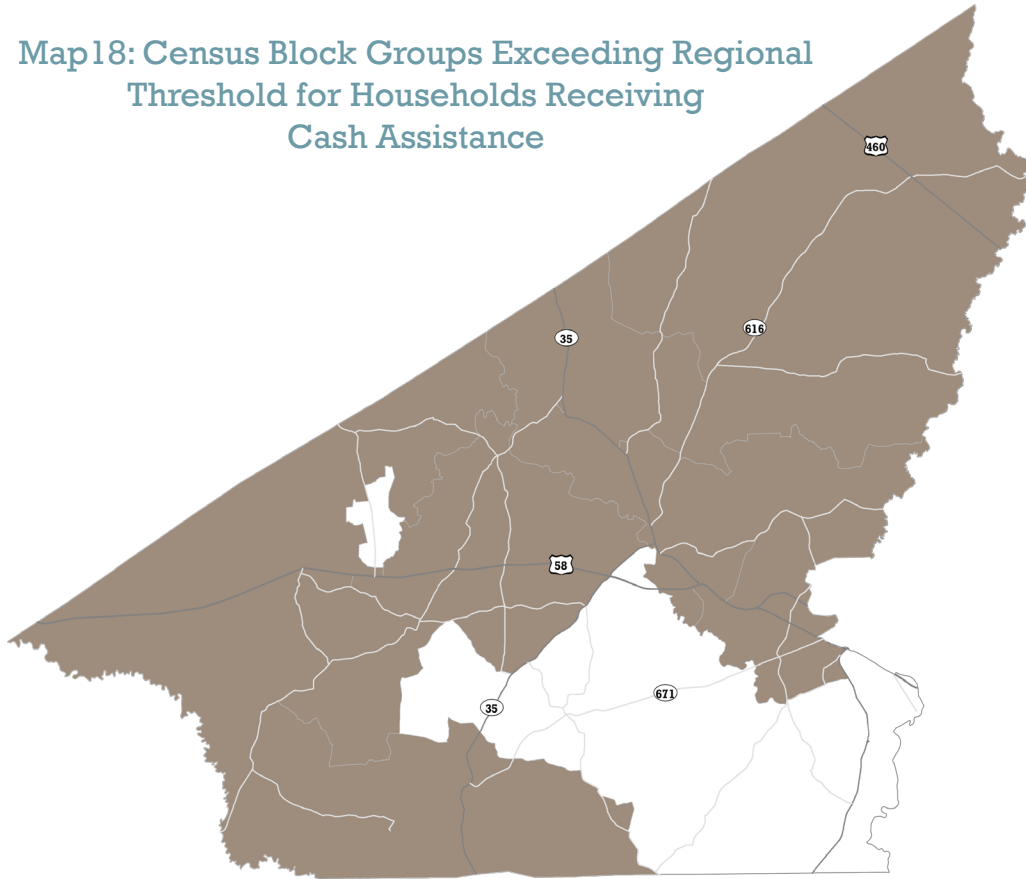 Map18: Census Block Groups Exceeding Regional
Threshold for Households Receiving
Cash Assistance
460
616
35
58
671
35